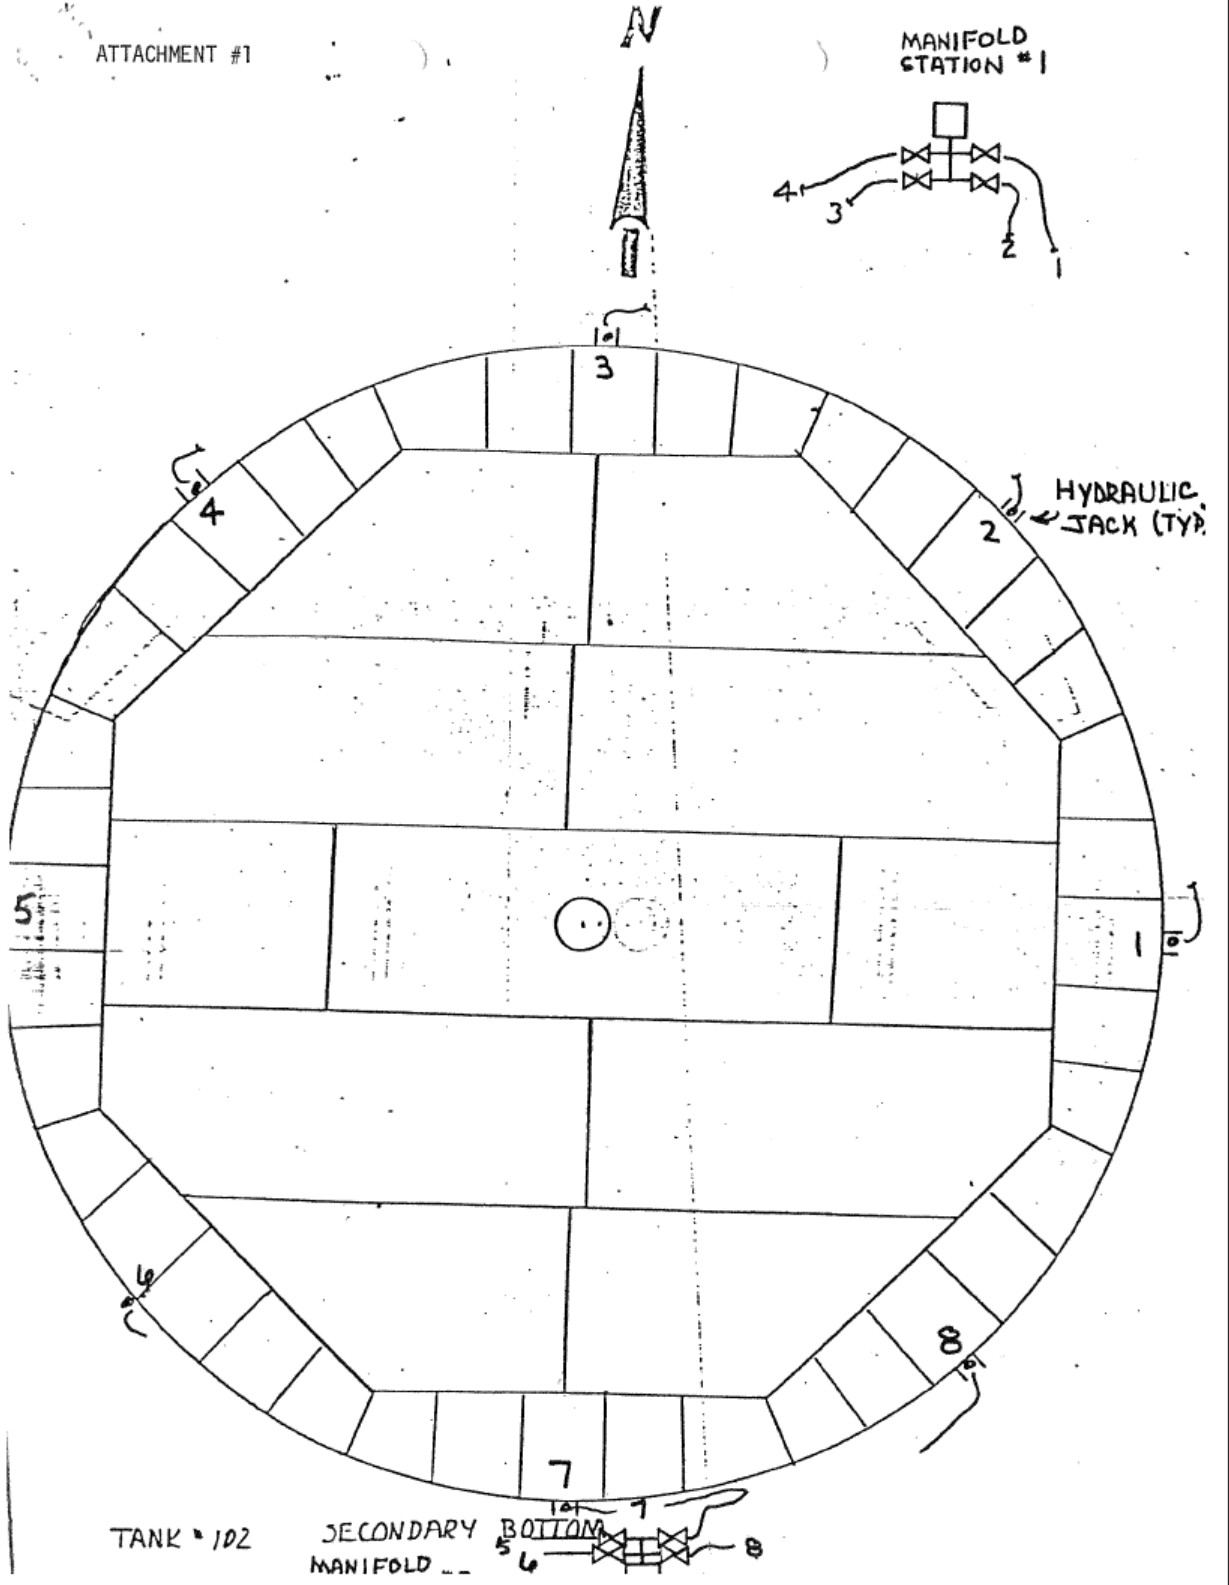 N
ATTACHMENT #1
MANIFOLD
STATION #1
4
3
2
1
3
4
2
HYDRAULIC
JACK (TYP.
5
1
6
8
7
7
TANK #102
SECONDARY BOTTOM
MANIFOLD --
5
6
8